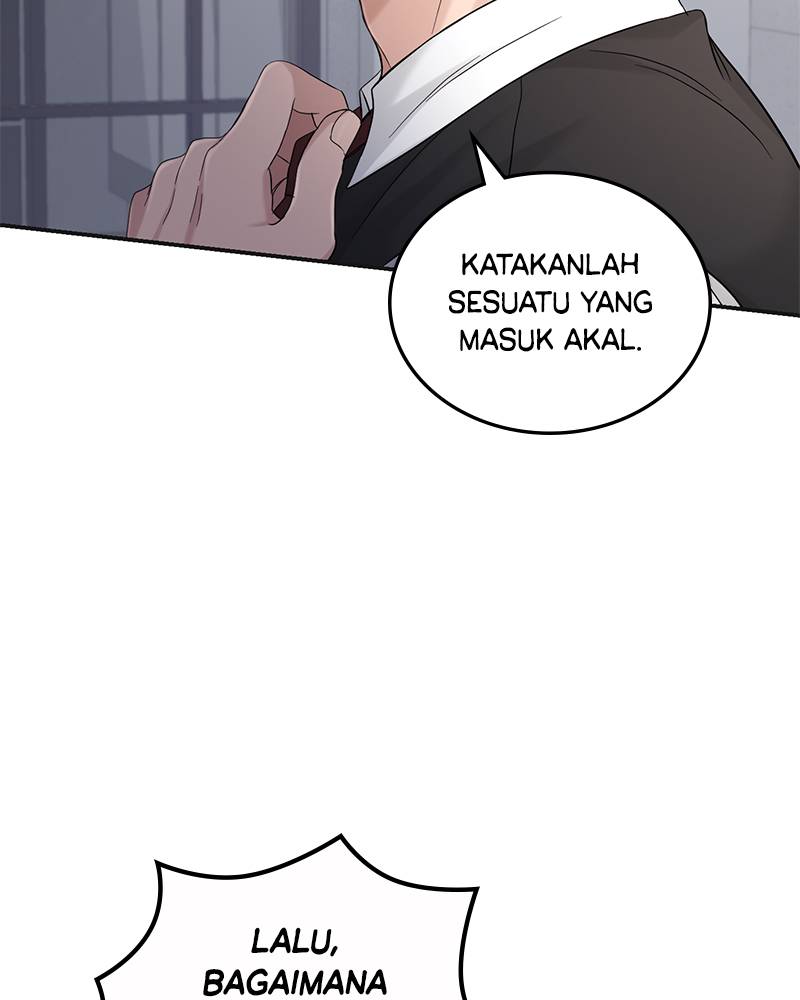 KATAKANLAH
SESUATU YANG
MASUK AKAL.
LALU,
BAGAIMANA